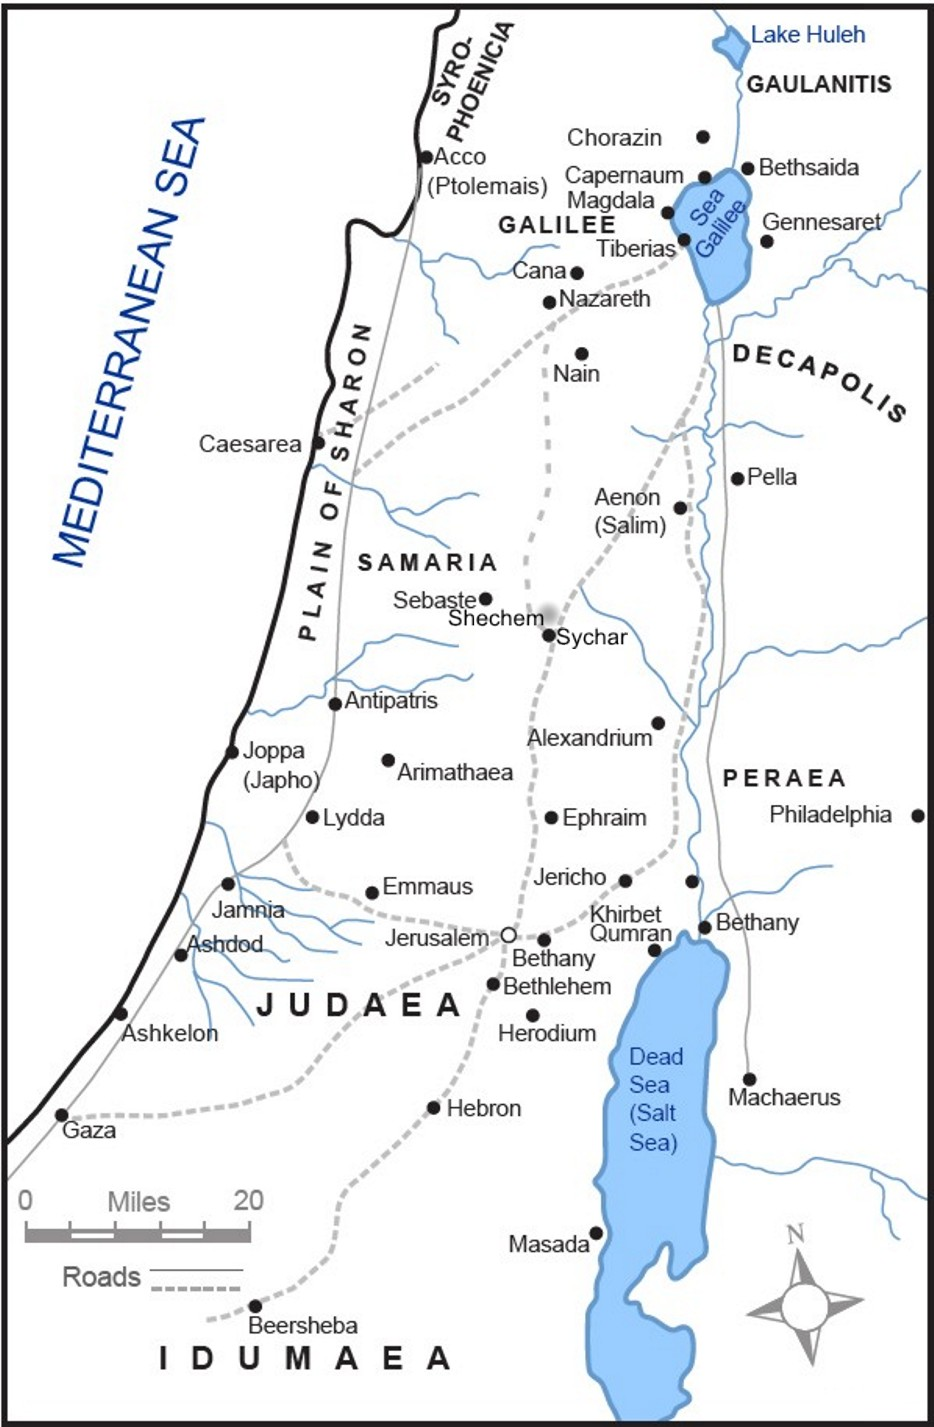 Lake Huleh
SYRO-
PHOENICIA
GAULANITIS
MEDITERRANEAN SEA
Chorazin
Acco
(Ptolemais)
Bethsaida
Capernaum
Magdala
Sea
Galilee
GALILEE
Gennesaret
Tiberias
Cana
Nazareth
DECAPOLIS
Nain
PLAIN OF SHARON
Caesarea
Pella
Aenon
(Salim)
SAMARIA
Sebaste
Shechem
Sychar
Antipatris
Alexandrium
Joppa
(Japho)
Arimathaea
PERAEA
Lydda
Ephraim
Philadelphia
Emmaus
Jericho
Jamnia
Khirbet
Qumran
Bethany
Jerusalem
Ashdod
Bethany
Bethlehem
JUDAEA
Herodium
Ashkelon
Dead
Sea
(Salt
Sea)
Machaerus
Hebron
Gaza
0 Miles 20
N
Masada
Roads
Beersheba
IDUMAEA